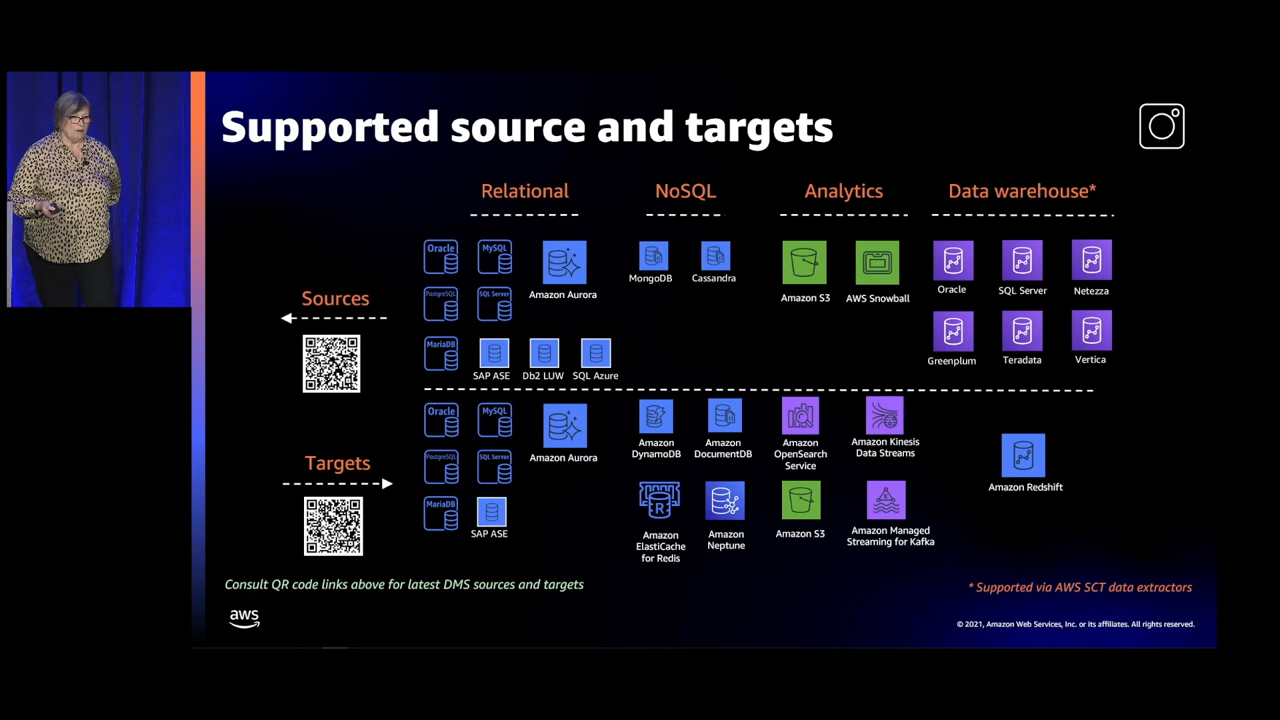 Supported source and targets
Relational
NoSQL
Analytics
Data warehouse*
Sources
Oracle
MySQL
Amazon Aurora
PostgreSQL
SQL Server
MariaDB
SAP ASE
Db2 LUW
SQL Azure
MongoDB
Cassandra
Amazon S3
AWS Snowball
Oracle
SQL Server
Netezza
Greenplum
Teradata
Vertica
Targets
Oracle
MySQL
Amazon Aurora
PostgreSQL
SQL Server
MariaDB
SAP ASE
Amazon
DynamoDB
Amazon
DocumentDB
R
Amazon
ElastiCache
for Redis
Amazon
Neptune
Amazon
OpenSearch
Service
Amazon Kinesis
Data Streams
Amazon S3
Amazon Managed
Streaming for Kafka
Amazon Redshift
Consult QR code links above for latest DMS sources and targets
* Supported via AWS SCT data extractors
aws
© 2021, Amazon Web Services, Inc. or its affiliates. All rights reserved.